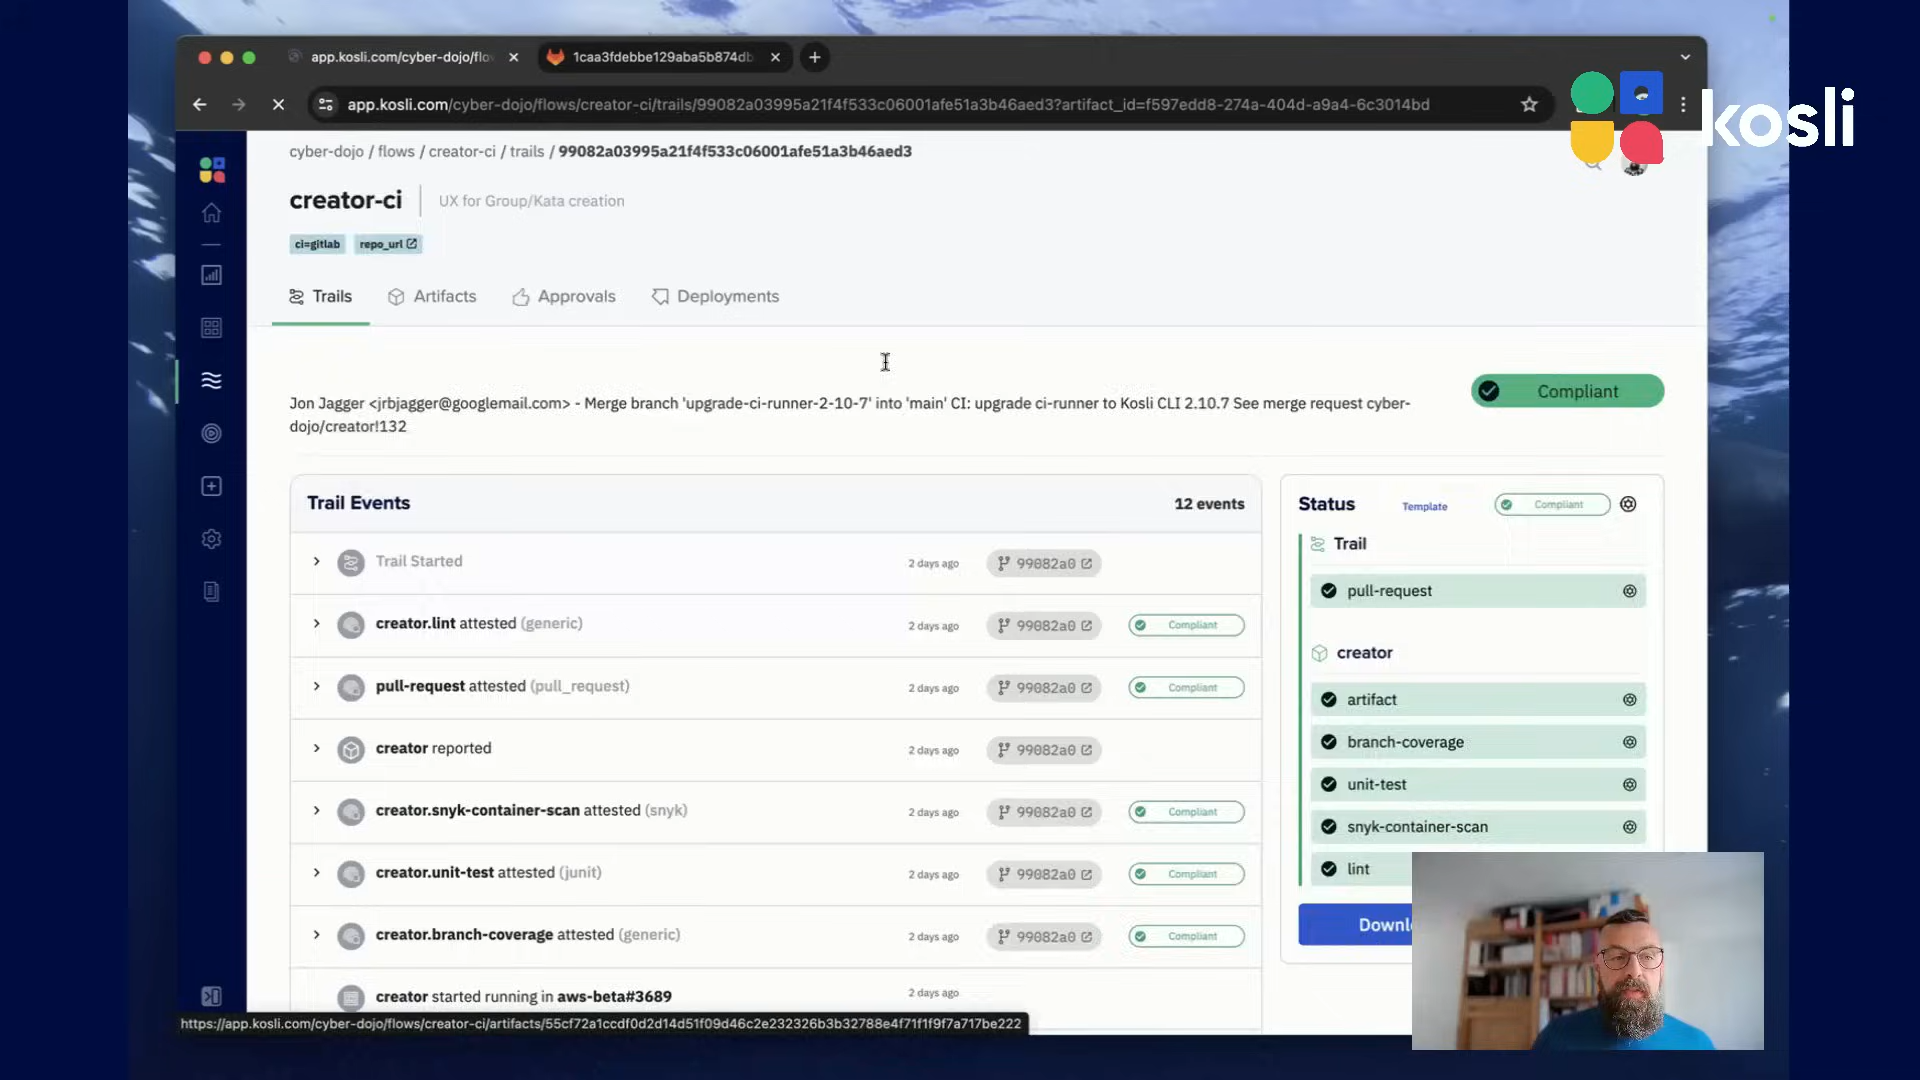 app.kosli.com/cyber-dojo/flo
1caa3fdebbe129aba5b874db
app.kosli.com/cyber-dojo/flows/creator-ci/trails/99082a03995a21f4f533c06001afe51a3b46aed3?artifact_id=f597edd8-274a-404d-a9a4-6c3014bd
kosli
cyber-dojo / flows / creator-ci / trails / 99082a03995a21f4f533c06001afe51a3b46aed3
creator-ci
UX for Group/Kata creation
ci=gitlab
repo_url
Trails
Artifacts
Approvals
Deployments
Jon Jagger <jrbjagger@googlemail.com> - Merge branch 'upgrade-ci-runner-2-10-7' into 'main' CI: upgrade ci-runner to Kosli CLI 2.10.7 See merge request cyber-
dojo/creator!132
Compliant
Trail Events
12 events
Trail Started
2 days ago
99082a0
creator.lint attested (generic)
2 days ago
99082a0
Compliant
pull-request attested (pull_request)
2 days ago
99082a0
Compliant
creator reported
2 days ago
99082a0
creator.snyk-container-scan attested (snyk)
2 days ago
99082a0
Compliant
creator.unit-test attested (junit)
2 days ago
99082a0
Compliant
creator.branch-coverage attested (generic)
2 days ago
99082a0
Compliant
creator started running in aws-beta#3689
2 days ago
Status
Template
Compliant
Trail
pull-request
creator
artifact
branch-coverage
unit-test
snyk-container-scan
lint
Downl
https://app.kosli.com/cyber-dojo/flows/creator-ci/artifacts/55cf72a1ccdf0d2d14d51f09d46c2e232326b3b32788e4f71f1f9f7a717be222